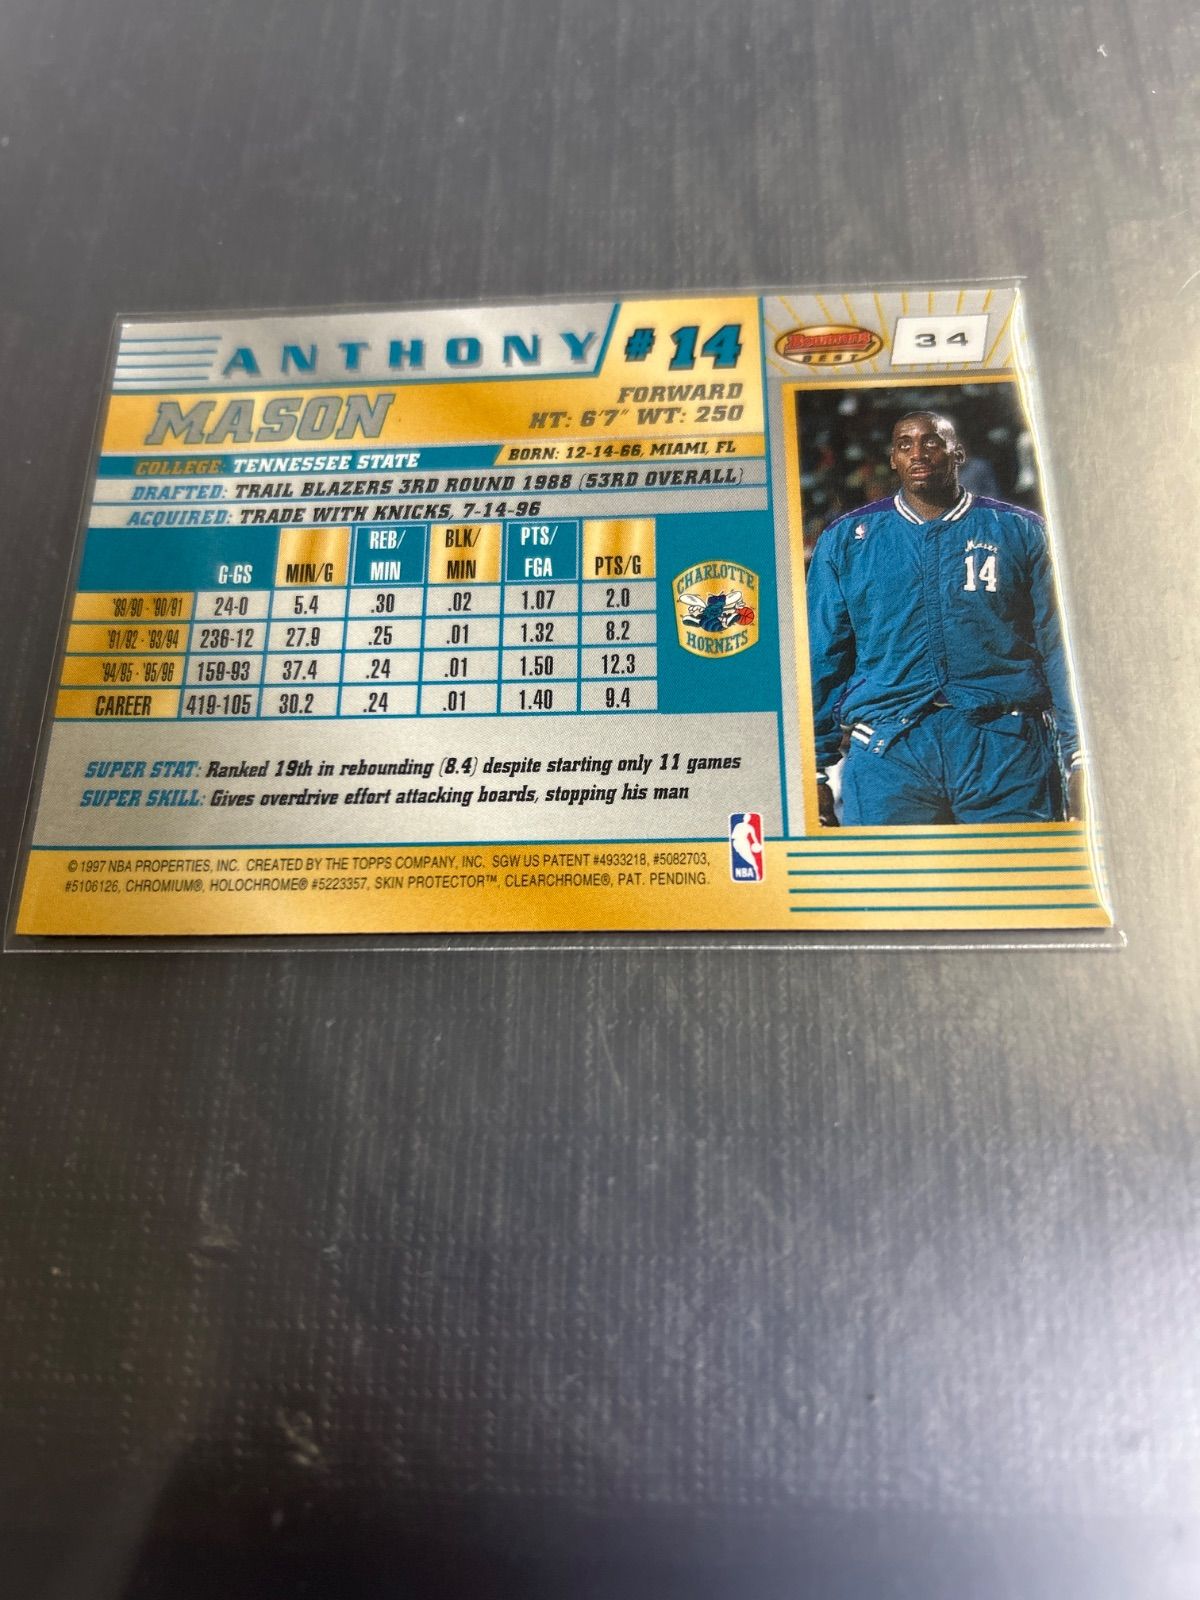 ANTHONY #14
MASON
FORWARD
HT: 6'7" WT: 250
COLLEGE: TENNESSEE STATE
BORN: 12-14-66, MIAMI, FL
DRAFTED: TRAIL BLAZERS 3RD ROUND 1988 (53RD OVERALL)
ACQUIRED: TRADE WITH KNICKS, 7-14-96
G-GS MIN/G REB/MIN BLK/MIN PTS/FGA PTS/G
'89/90 - '90/91 24-0 5.4 .30 .02 1.07 2.0
'91/92 - '93/94 236-12 27.9 .25 .01 1.32 8.2
'94/95 - '95/96 159-93 37.4 .24 .01 1.50 12.3
CAREER 419-105 30.2 .24 .01 1.40 9.4
CHARLOTTE
HORNETS
SUPER STAT: Ranked 19th in rebounding (8.4) despite starting only 11 games
SUPER SKILL: Gives overdrive effort attacking boards, stopping his man
© 1997 NBA PROPERTIES, INC. CREATED BY THE TOPPS COMPANY, INC. SGW US PATENT #4933218, #5082703,
#5106126, CHROMIUM®, HOLOCHROME® #5223357, SKIN PROTECTOR™, CLEARCHROME®, PAT. PENDING.
NBA
Bowman's
BEST
34
Mason
14